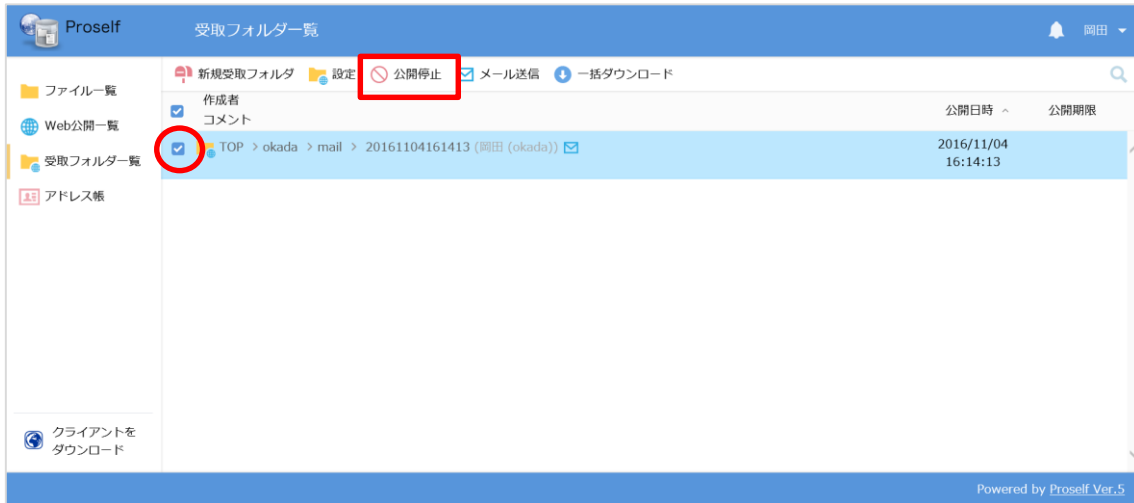 Proself
受取フォルダ一覧
岡田
新規受取フォルダ 設定 公開停止 メール送信 一括ダウンロード
ファイル一覧
Web公開一覧
受取フォルダ一覧
アドレス帳
作成者
コメント
公開日時 公開期限
TOP > okada > mail > 20161104161413 (岡田 (okada))
2016/11/04
16:14:13
クライアントを
ダウンロード
Powered by Proself Ver.5